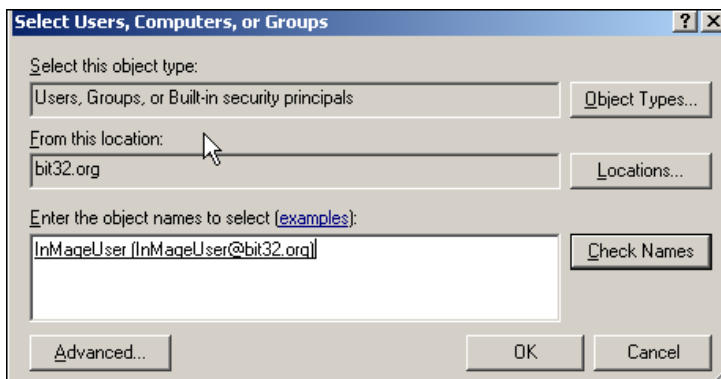 Select Users, Computers, or Groups
Select this object type:
Users, Groups, or Built-in security principals
Object Types...
From this location:
bit32.org
Locations...
Enter the object names to select (examples):
InMageUser (InMageUser@bit32.org)
Check Names
Advanced...
OK
Cancel